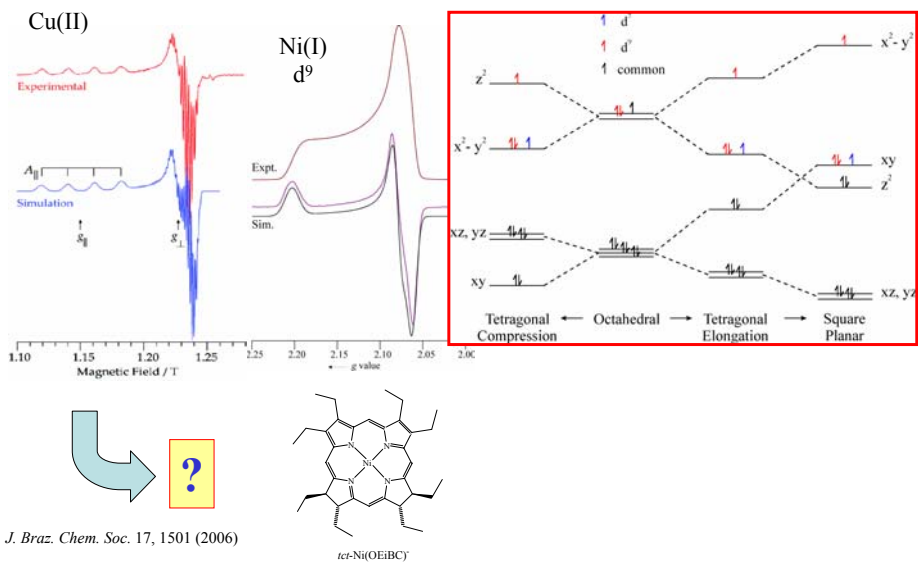 Cu(II)
Experimental
A∥
Simulation
g∥
g⊥
1.10 1.20 1.25
Magnetic Field / T
Ni(I)
d⁹
Expt.
Sim.
2.25 2.20 2.15 2.10 2.05 2.0
g value
d⁷
d⁹
common
z²
x²- y²
xz, yz
xy
x²- y²
xy
z²
xz, yz
Tetragonal Compression
Octahedral
Tetragonal Elongation
Square Planar
?
N
N
Ni
N
N
J. Braz. Chem. Soc. 17, 1501 (2006)
tct-Ni(OEiBC)⁻